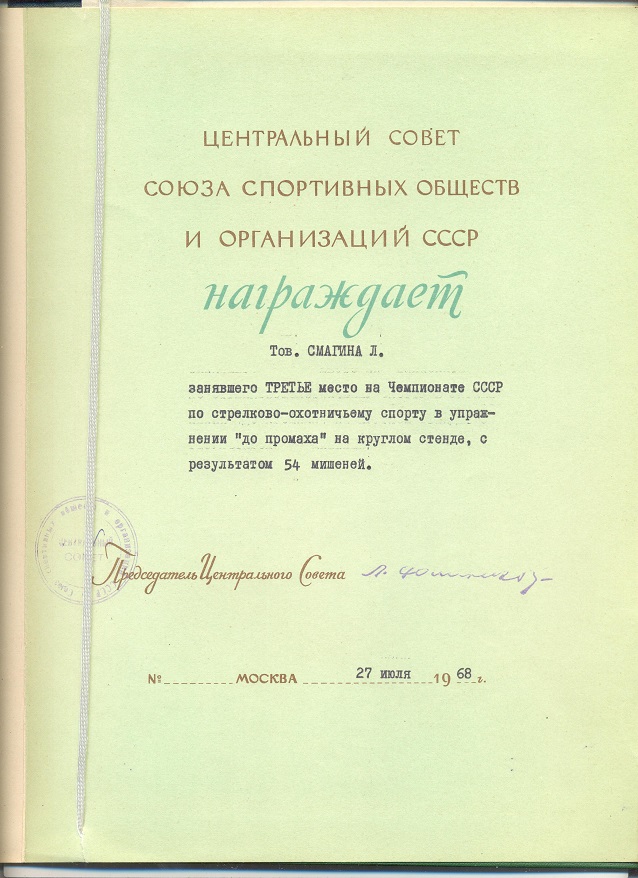 ЦЕНТРАЛЬНЫЙ СОВЕТ
СОЮЗА СПОРТИВНЫХ ОБЩЕСТВ
И ОРГАНИЗАЦИЙ СССР
награждает
Тов. СМАГИНА Л.
занявшего ТРЕТЬЕ место на Чемпионате СССР
по стрелково-охотничьему спорту в упраж-
нении "до промаха" на круглом стенде, с
результатом 54 мишеней.
СОВЕТ
Председатель Центрального Совета
№ МОСКВА 27 июля 1968 г.